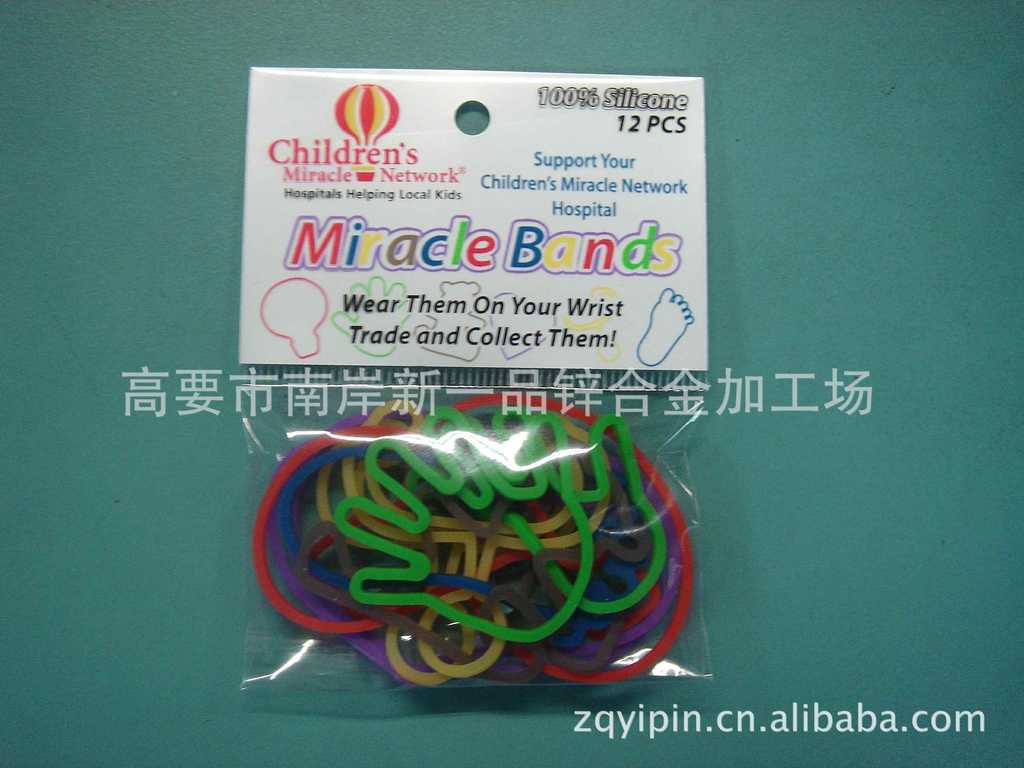 100% Silicone
12 PCS
Children's
Miracle Network®
Hospitals Helping Local Kids
Support Your
Children's Miracle Network
Hospital
Miracle Bands
Wear Them On Your Wrist
Trade and Collect Them!
高要市南岸新一品锌合金加工场
zqyipin.cn.alibaba.com